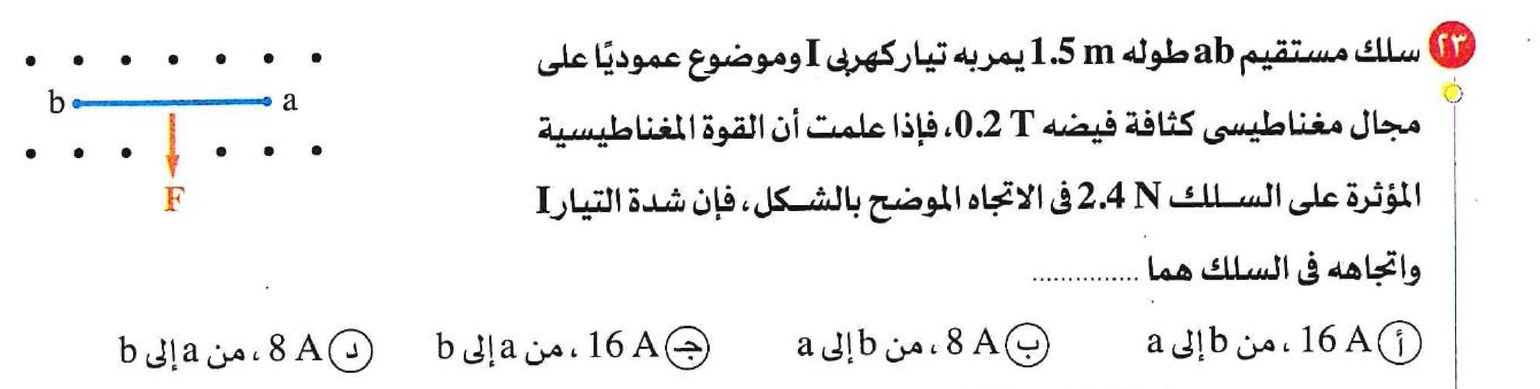 ٢٣ سلك مستقيم ab طوله 1.5 m يمر به تيار كهربى I وموضوع عموديًا على
مجال مغناطيسى كثافة فيضه 0.2 T، فإذا علمت أن القوة المغناطيسية
المؤثرة على السلك 2.4 N فى الاتجاه الموضح بالشكل، فإن شدة التيار I
واتجاهه فى السلك هما ...............
أ 16 A ، من b إلى a
ب 8 A ، من b إلى a
جـ 16 A ، من a إلى b
د 8 A ، من a إلى b
b a
F